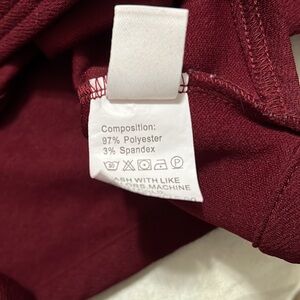 Composition:
97% Polyester
3% Spandex
WITH LIKE
MACHINE